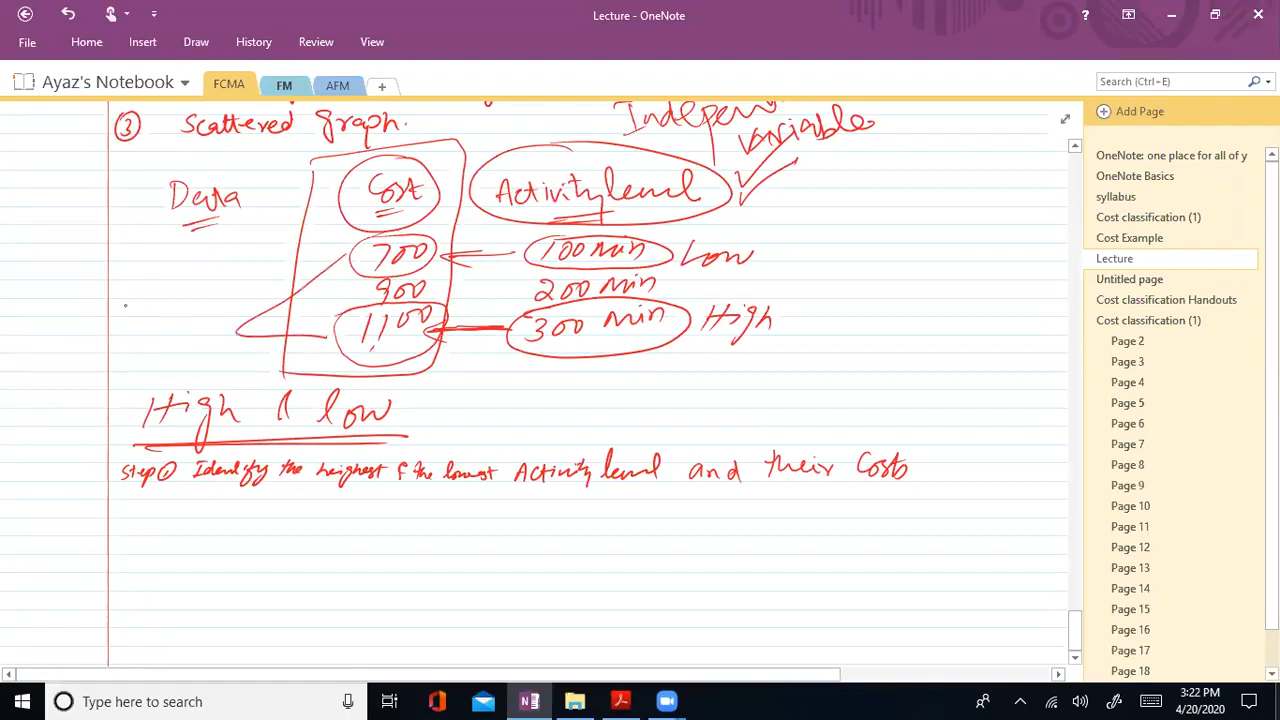 Lecture - OneNote
?
File
Home
Insert
Draw
History
Review
View
Ayaz's Notebook
FCMA
FM
AFM
Search (Ctrl+E)
Independ
variable
③ Scattered graph.
Data
Cost
Activity level
700
100 Min
Low
900
200 Min
1100
300 Min
High
High & low
Step ① Identify the heighest & the lowest Activity level and their Costs
Add Page
OneNote: one place for all of y
OneNote Basics
syllabus
Cost classification (1)
Cost Example
Lecture
Untitled page
Cost classification Handouts
Cost classification (1)
Page 2
Page 3
Page 4
Page 5
Page 6
Page 7
Page 8
Page 9
Page 10
Page 11
Page 12
Page 13
Page 14
Page 15
Page 16
Page 17
Page 18
Type here to search
3:22 PM
4/20/2020